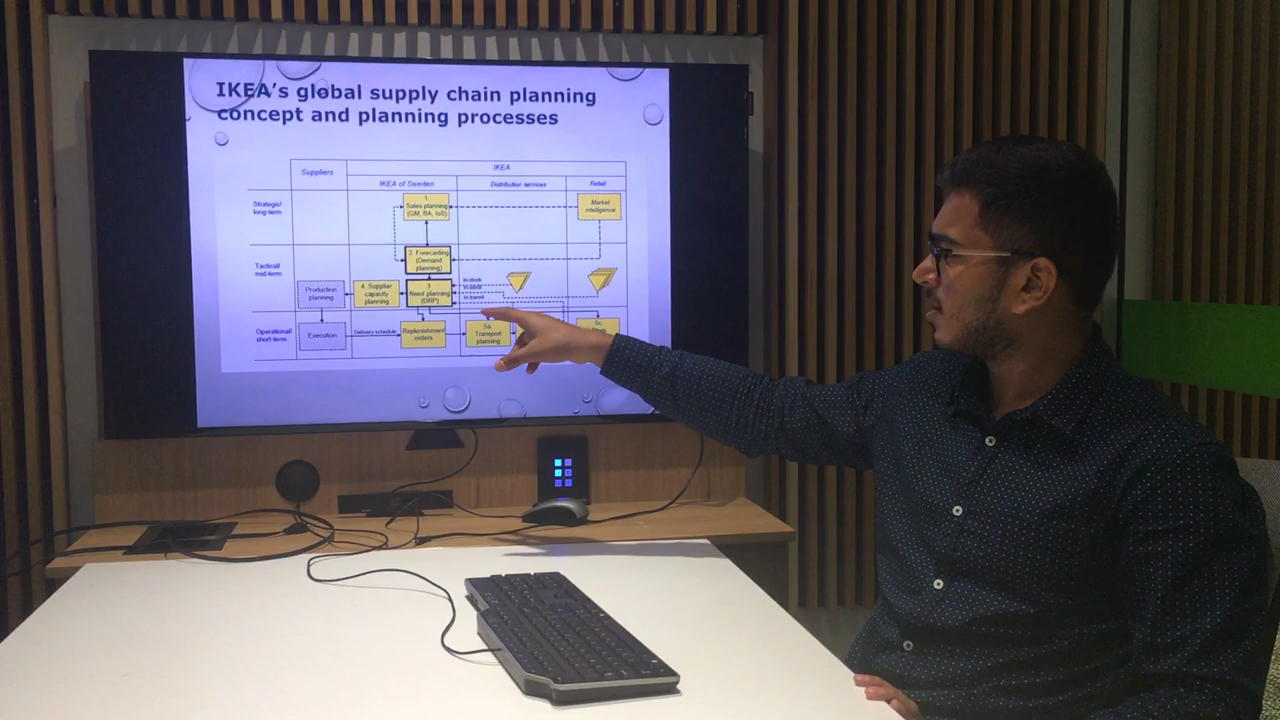 IKEA's global supply chain planning
concept and planning processes
Suppliers
IKEA
IKEA of Sweden
Distribution services
Retail
Strategic/
long-term
1.
Sales planning
(GM, BA, IoS)
Market
intelligence
Tactical/
mid-term
2. Forecasting
(Demand
planning)
Production
planning
4. Supplier
capacity
planning
3.
Need planning
(DRP)
In-stock
In-transit
Operational/
short-term
Execution
Delivery schedule
Replenishment
orders
5a.
Transport
planning
5c.